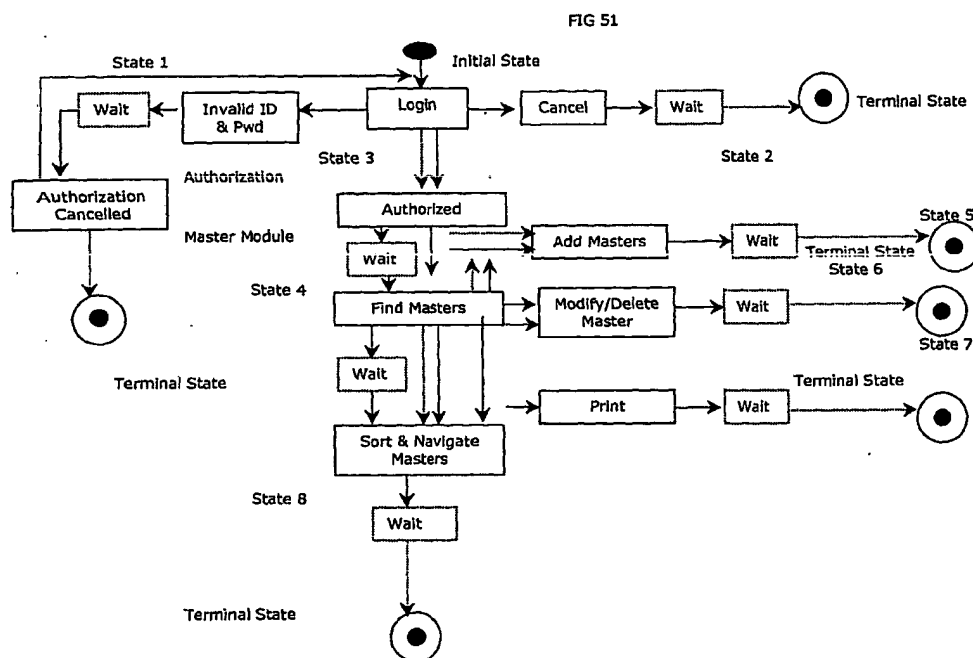 FIG 51
State 1
Initial State
Wait
Invalid ID
& Pwd
Login
Cancel
Wait
Terminal State
State 3
State 2
Authorization
Cancelled
Authorization
Authorized
Master Module
Wait
Add Masters
Wait
State 5
Terminal State
State 6
State 4
Find Masters
Modify/Delete
Master
Wait
State 7
Terminal State
Wait
Terminal State
Print
Wait
Sort & Navigate
Masters
State 8
Wait
Terminal State